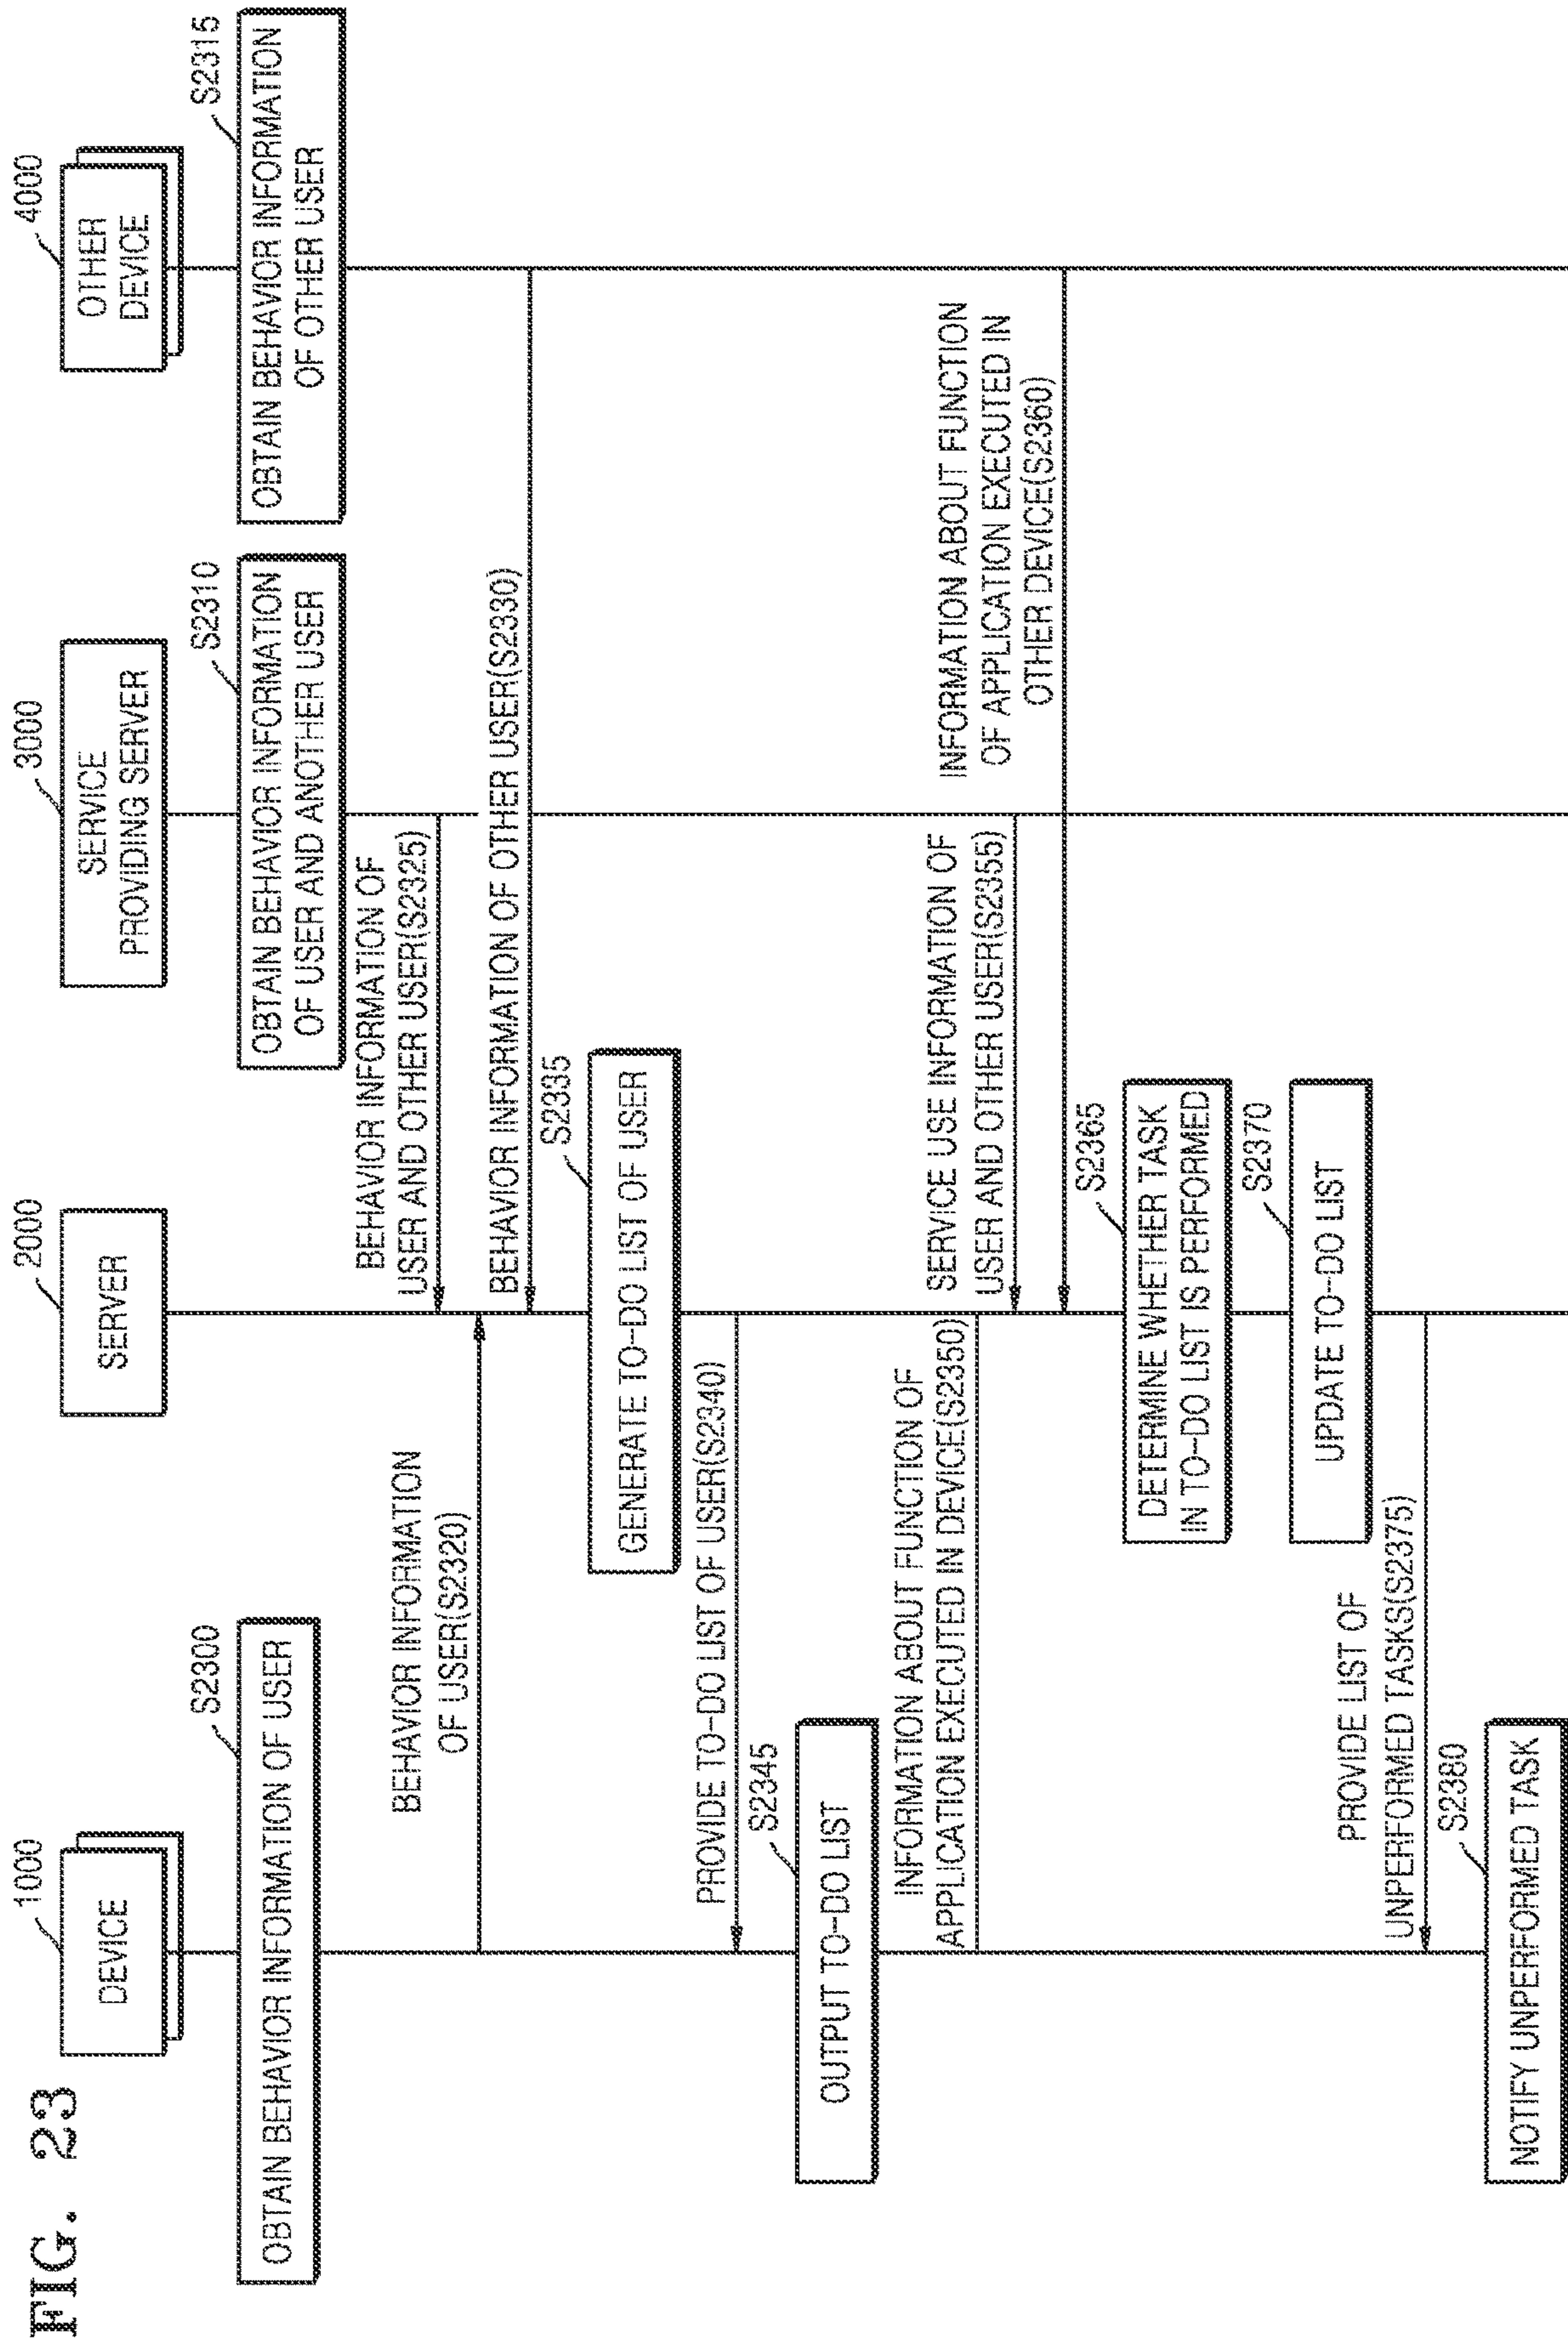 FIG. 23
1000
DEVICE
2000
SERVER
3000
SERVICE
PROVIDING SERVER
4000
OTHER
DEVICE
S2300
OBTAIN BEHAVIOR INFORMATION OF USER
S2310
OBTAIN BEHAVIOR INFORMATION
OF USER AND ANOTHER USER
S2315
OBTAIN BEHAVIOR INFORMATION
OF OTHER USER
BEHAVIOR INFORMATION OF
USER AND OTHER USER(S2325)
BEHAVIOR INFORMATION
OF USER(S2320)
BEHAVIOR INFORMATION OF OTHER USER(S2330)
S2335
GENERATE TO-DO LIST OF USER
PROVIDE TO-DO LIST OF USER(S2340)
S2345
OUTPUT TO-DO LIST
INFORMATION ABOUT FUNCTION OF
APPLICATION EXECUTED IN DEVICE(S2350)
SERVICE USE INFORMATION OF
USER AND OTHER USER(S2355)
INFORMATION ABOUT FUNCTION
OF APPLICATION EXECUTED IN
OTHER DEVICE(S2360)
S2365
DETERMINE WHETHER TASK
IN TO-DO LIST IS PERFORMED
S2370
UPDATE TO-DO LIST
PROVIDE LIST OF
UNPERFORMED TASKS(S2375)
S2380
NOTIFY UNPERFORMED TASK